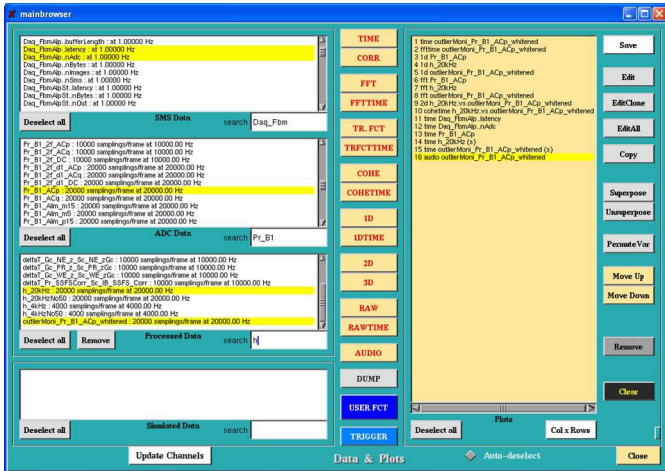 mainbrowser
Daq_FbmAlp..bufferLength : at 1.00000 Hz
Daq_FbmAlp..latency : at 1.00000 Hz
Daq_FbmAlp..nAdc : at 1.00000 Hz
Daq_FbmAlp..nBytes : at 1.00000 Hz
Daq_FbmAlp..nImages : at 1.00000 Hz
Daq_FbmAlp..nSms : at 1.00000 Hz
Daq_FbmAlpSt..latency : at 1.00000 Hz
Daq_FbmAlpSt..nBytes : at 1.00000 Hz
Daq_FbmAlpSt..nOut : at 1.00000 Hz
Deselect all
SMS Data
search
Daq_Fbm
Pr_B1_2f_ACp : 10000 samplings/frame at 10000.00 Hz
Pr_B1_2f_ACq : 10000 samplings/frame at 10000.00 Hz
Pr_B1_2f_DC : 10000 samplings/frame at 10000.00 Hz
Pr_B1_2f_d1_ACp : 20000 samplings/frame at 20000.00 Hz
Pr_B1_2f_d1_ACq : 20000 samplings/frame at 20000.00 Hz
Pr_B1_2f_d1_DC : 20000 samplings/frame at 20000.00 Hz
Pr_B1_ACp : 20000 samplings/frame at 20000.00 Hz
Pr_B1_ACq : 20000 samplings/frame at 20000.00 Hz
Pr_B1_Alim_m15 : 20000 samplings/frame at 20000.00 Hz
Pr_B1_Alim_m5 : 20000 samplings/frame at 20000.00 Hz
Pr_B1_Alim_p15 : 20000 samplings/frame at 20000.00 Hz
Deselect all
ADC Data
search
Pr_B1
deltaT_Gc_NE_z_Sc_NE_zGc : 10000 samplings/frame at 10000.00 Hz
deltaT_Gc_PR_z_Sc_PR_zGc : 10000 samplings/frame at 10000.00 Hz
deltaT_Gc_WE_z_Sc_WE_zGc : 10000 samplings/frame at 10000.00 Hz
deltaT_Pr_SSFSCorr_Sc_IB_SSFS_Corr : 10000 samplings/frame at 10000.00 Hz
h_20kHz : 20000 samplings/frame at 20000.00 Hz
h_20kHzNo50 : 20000 samplings/frame at 20000.00 Hz
h_4kHz : 4000 samplings/frame at 4000.00 Hz
h_4kHzNo50 : 4000 samplings/frame at 4000.00 Hz
outlierMoni_Pr_B1_ACp_whitened : 20000 samplings/frame at 20000.00 Hz
Deselect all
Remove
Processed Data
search
h
Deselect all
Simulated Data
search
Update Channels
TIME
CORR.
FFT
FFTTIME
TR. FCT
TRFCTTIME
COHE
COHETIME
1D
1DTIME
2D
3D
RAW
RAWTIME
AUDIO
DUMP
USER FCT
TRIGGER
1 time outlierMoni_Pr_B1_ACp_whitened
2 ffttime outlierMoni_Pr_B1_ACp_whitened
3 1d Pr_B1_ACp
4 1d h_20kHz
5 1d outlierMoni_Pr_B1_ACp_whitened
6 fft Pr_B1_ACp
7 fft h_20kHz
8 fft outlierMoni_Pr_B1_ACp_whitened
9 2d h_20kHz.vs.outlierMoni_Pr_B1_ACp_whitened
10 cohetime h_20kHz.vs.outlierMoni_Pr_B1_ACp_whitened
11 time Daq_FbmAlp..latency
12 time Daq_FbmAlp..nAdc
13 time Pr_B1_ACp
14 time h_20kHz (s)
15 time outlierMoni_Pr_B1_ACp_whitened (s)
16 audio outlierMoni_Pr_B1_ACp_whitened
Plots
Deselect all
Col x Rows
Save
Edit
EditClone
EditAll
Copy
Superpose
Unsuperpose
PermuteVar
Move Up
Move Down
Remove
Clear
Data & Plots
Auto-deselect
Close